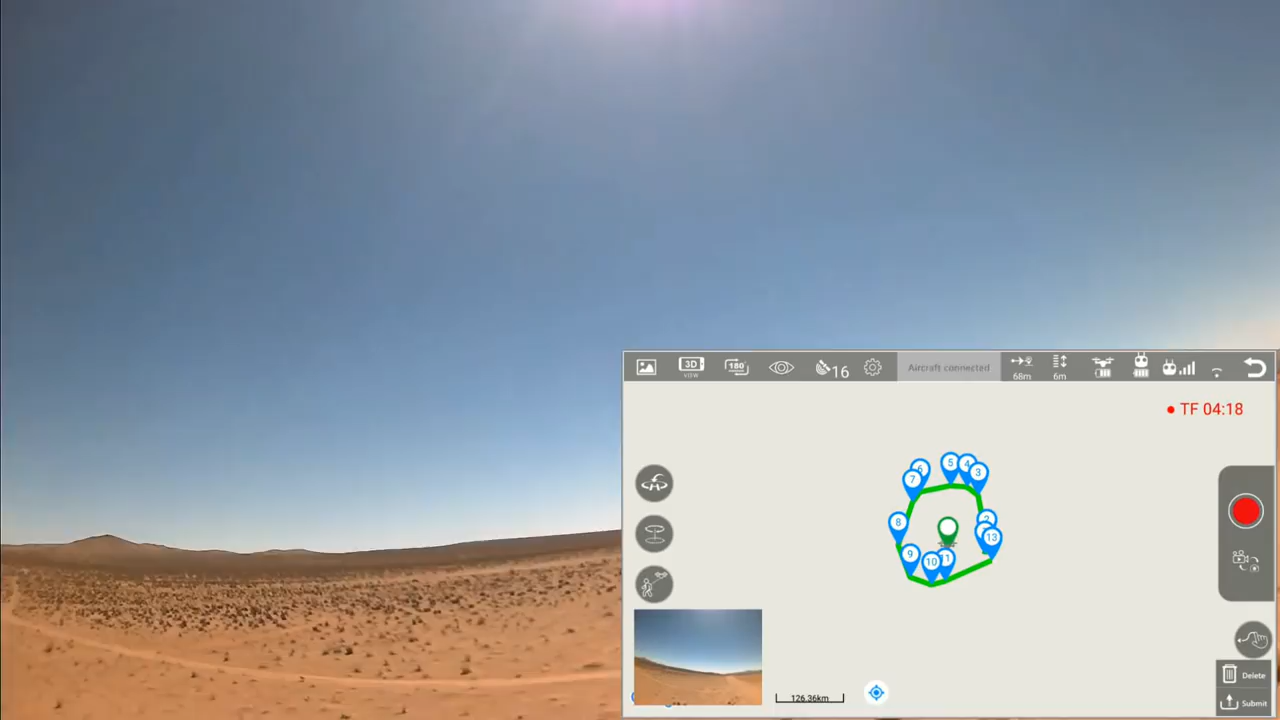 3D
VIEW
180
16
Aircraft connected
68m
6m
TF 04:18
5
4
6
3
7
2
8
13
9
10
11
126.36km
Delete
Submit